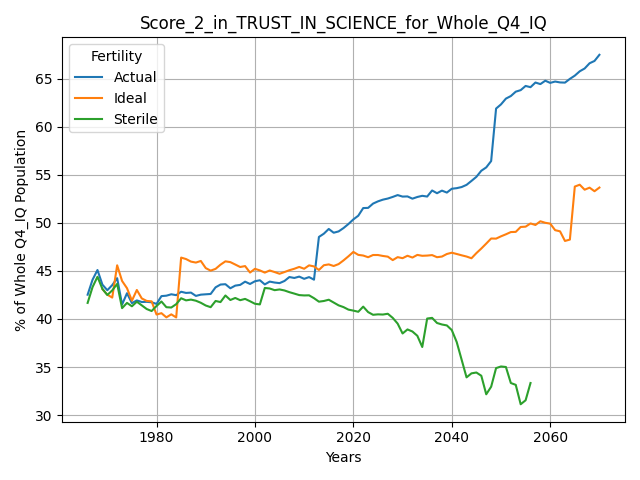 Score_2_in_TRUST_IN_SCIENCE_for_Whole_Q4_IQ
Fertility
Actual
Ideal
Sterile
% of Whole Q4_IQ Population
65
60
55
50
45
40
35
30
1980
2000
2020
2040
2060
Years